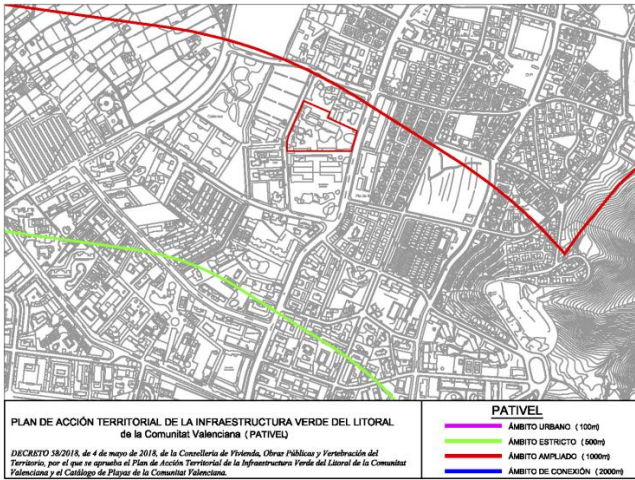 PLAN DE ACCIÓN TERRITORIAL DE LA INFRAESTRUCTURA VERDE DEL LITORAL
de la Comunitat Valenciana ( PATIVEL)
DECRETO 58/2018, de 4 de mayo de 2018, de la Conselleria de Vivienda, Obras Públicas y Vertebración del
Territorio, por el que se aprueba el Plan de Acción Territorial de la Infraestructura Verde del Litoral de la Comunitat
Valenciana y el Catálogo de Playas de la Comunitat Valenciana.
PATIVEL
ÁMBITO URBANO ( 100m)
ÁMBITO ESTRICTO ( 500m)
ÁMBITO AMPLIADO ( 1000m)
ÁMBITO DE CONEXIÓN ( 2000m)